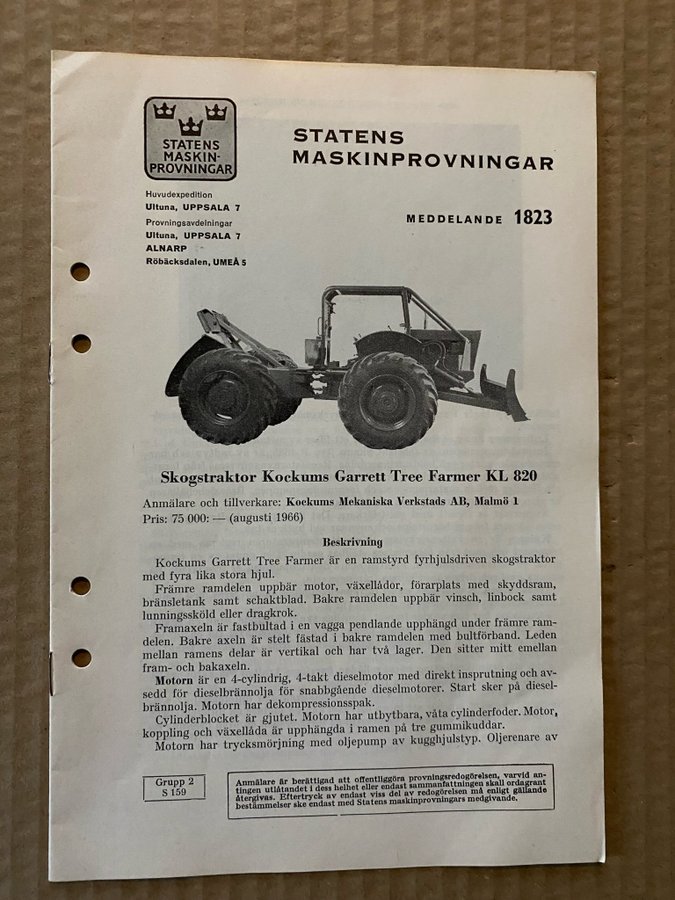 STATENS
MASKIN-
PROVNINGAR
STATENS
MASKINPROVNINGAR
Huvudexpedition
Ultuna, UPPSALA 7
Provningsavdelningar
Ultuna, UPPSALA 7
ALNARP
Röbäcksdalen, UMEÅ 5
MEDDELANDE 1823
Skogstraktor Kockums Garrett Tree Farmer KL 820
Anmälare och tillverkare: Kockums Mekaniska Verkstads AB, Malmö 1
Pris: 75 000: — (augusti 1966)
Beskrivning
Kockums Garrett Tree Farmer är en ramstyrd fyrhjulsdriven skogstraktor
med fyra lika stora hjul.
Främre ramdelen uppbär motor, växellådor, förarplats med skyddsram,
bränsletank samt schaktblad. Bakre ramdelen uppbär vinsch, linbock samt
lunningssköld eller dragkrok.
Framaxeln är fastbultad i en vagga pendlande upphängd under främre ram-
delen. Bakre axeln är stelt fästad i bakre ramdelen med bultförband. Leden
mellan ramens delar är vertikal och har två lager. Den sitter mitt emellan
fram- och bakaxeln.
Motorn är en 4-cylindrig, 4-takt dieselmotor med direkt insprutning och av-
sedd för dieselbrännolja för snabbgående dieselmotorer. Start sker på diesel-
brännolja. Motorn har dekompressionsspak.
Cylinderblocket är gjutet. Motorn har utbytbara, våta cylinderfoder. Motor,
koppling och växellåda är upphängda i ramen på tre gummikuddar.
Motorn har trycksmörjning med oljepump av kugghjulstyp. Oljerenare av
Grupp 2
S 159
Anmälare är berättigad att offentliggöra provningsredogörelsen, varvid an-
tingen utlåtandet i dess helhet eller endast sammanfattningen skall ordagrant
återgivas. Eftertryck av endast viss del av redogörelsen må enligt gällande
bestämmelser ske endast med Statens maskinprovningars medgivande.